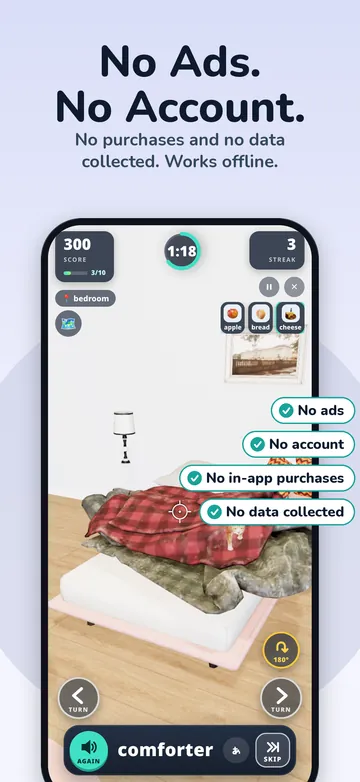 No Ads.
No Account.
No purchases and no data
collected. Works offline.
300
SCORE
3/10
1:18
3
STREAK
bedroom
apple
bread
cheese
No ads
No account
No in-app purchases
No data collected
180°
TURN
TURN
AGAIN
comforter
SKIP